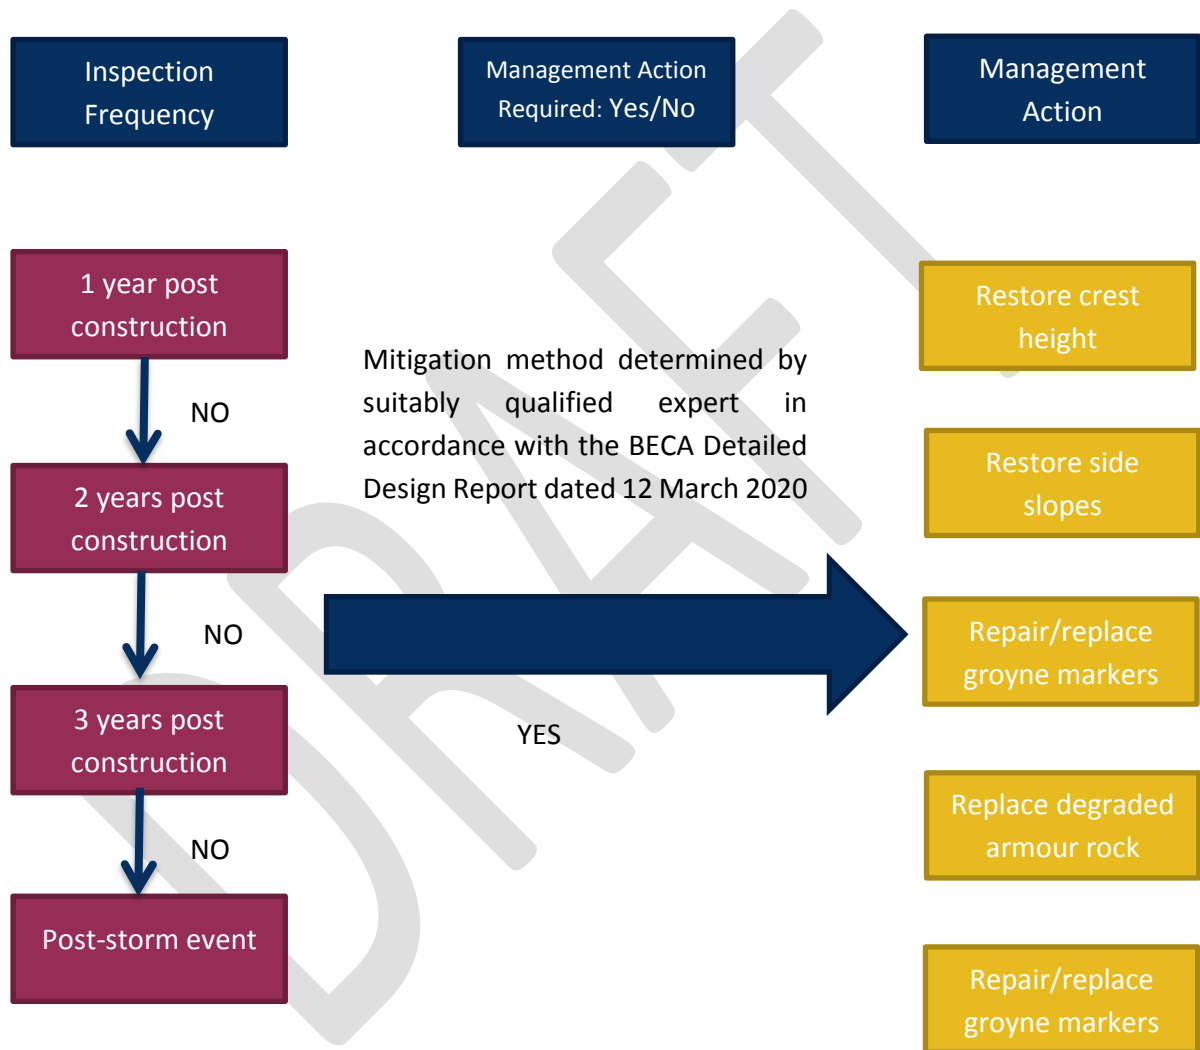 Inspection
Frequency
Management Action
Required: Yes/No
Management
Action
1 year post
construction
NO
2 years post
construction
NO
3 years post
construction
NO
Post-storm event
Mitigation method determined by
suitably qualified expert in
accordance with the BECA Detailed
Design Report dated 12 March 2020
YES
Restore crest
height
Restore side
slopes
Repair/replace
groyne markers
Replace degraded
armour rock
Repair/replace
groyne markers
DRAFT